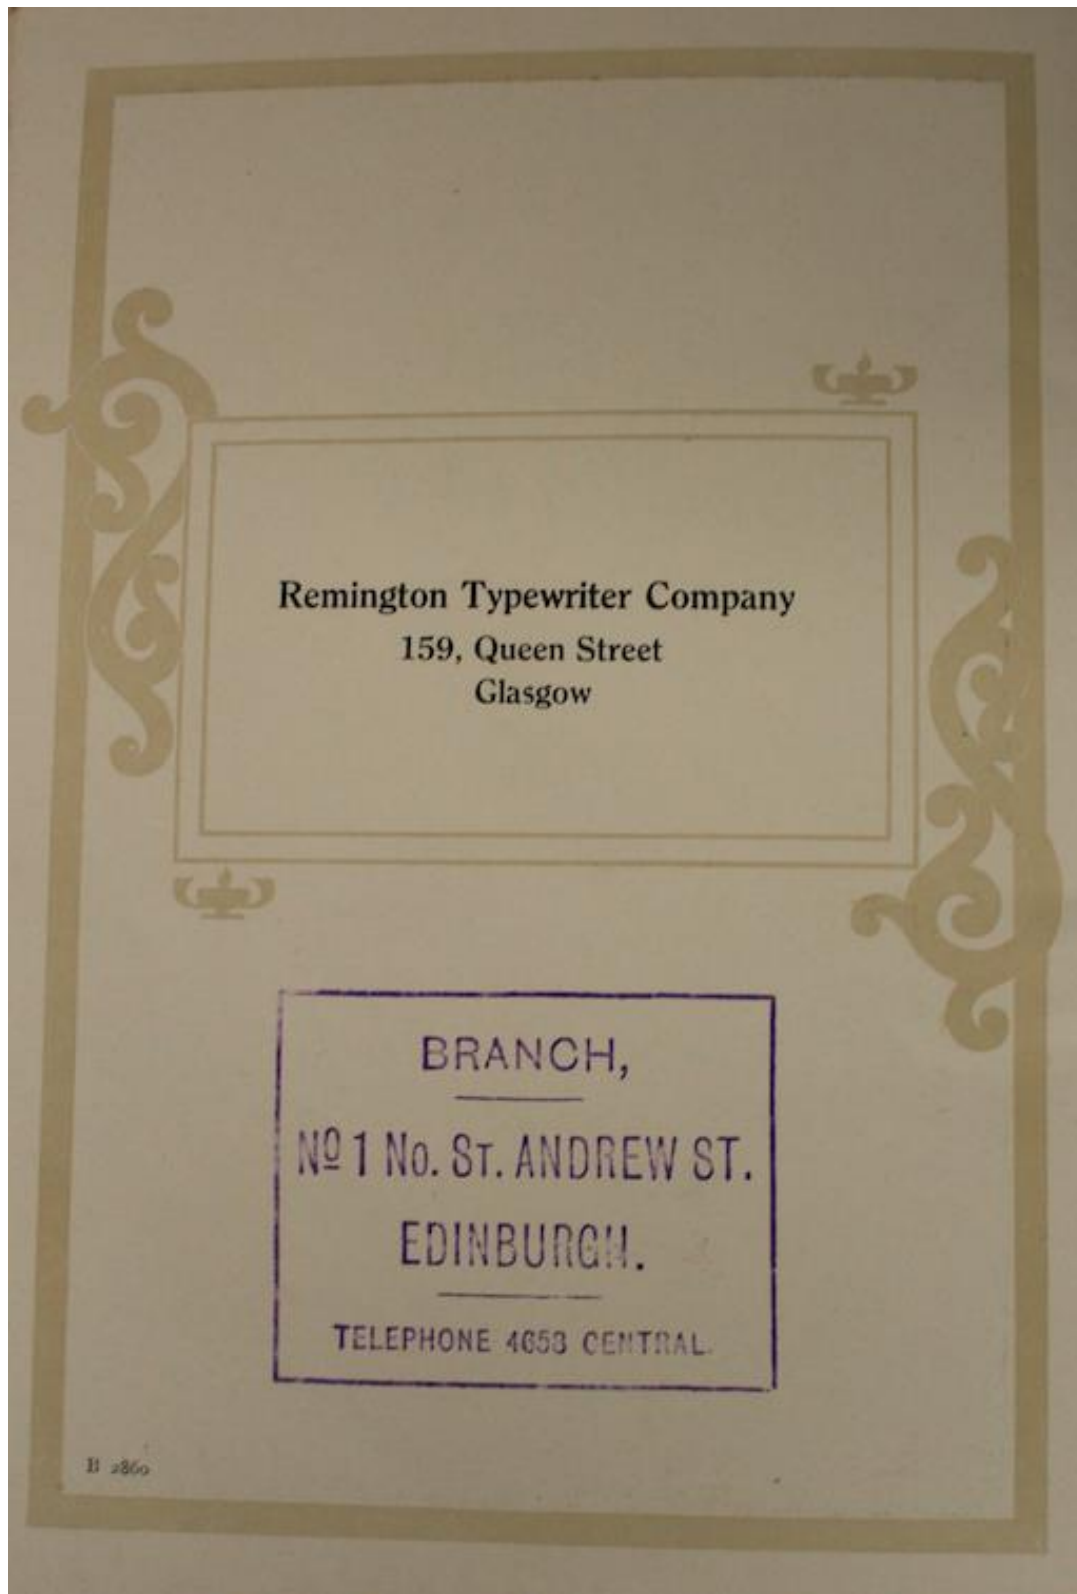 Remington Typewriter Company
159, Queen Street
Glasgow
BRANCH,
Nº 1 No. ST. ANDREW ST.
EDINBURGH.
TELEPHONE 4653 CENTRAL.
B 2860